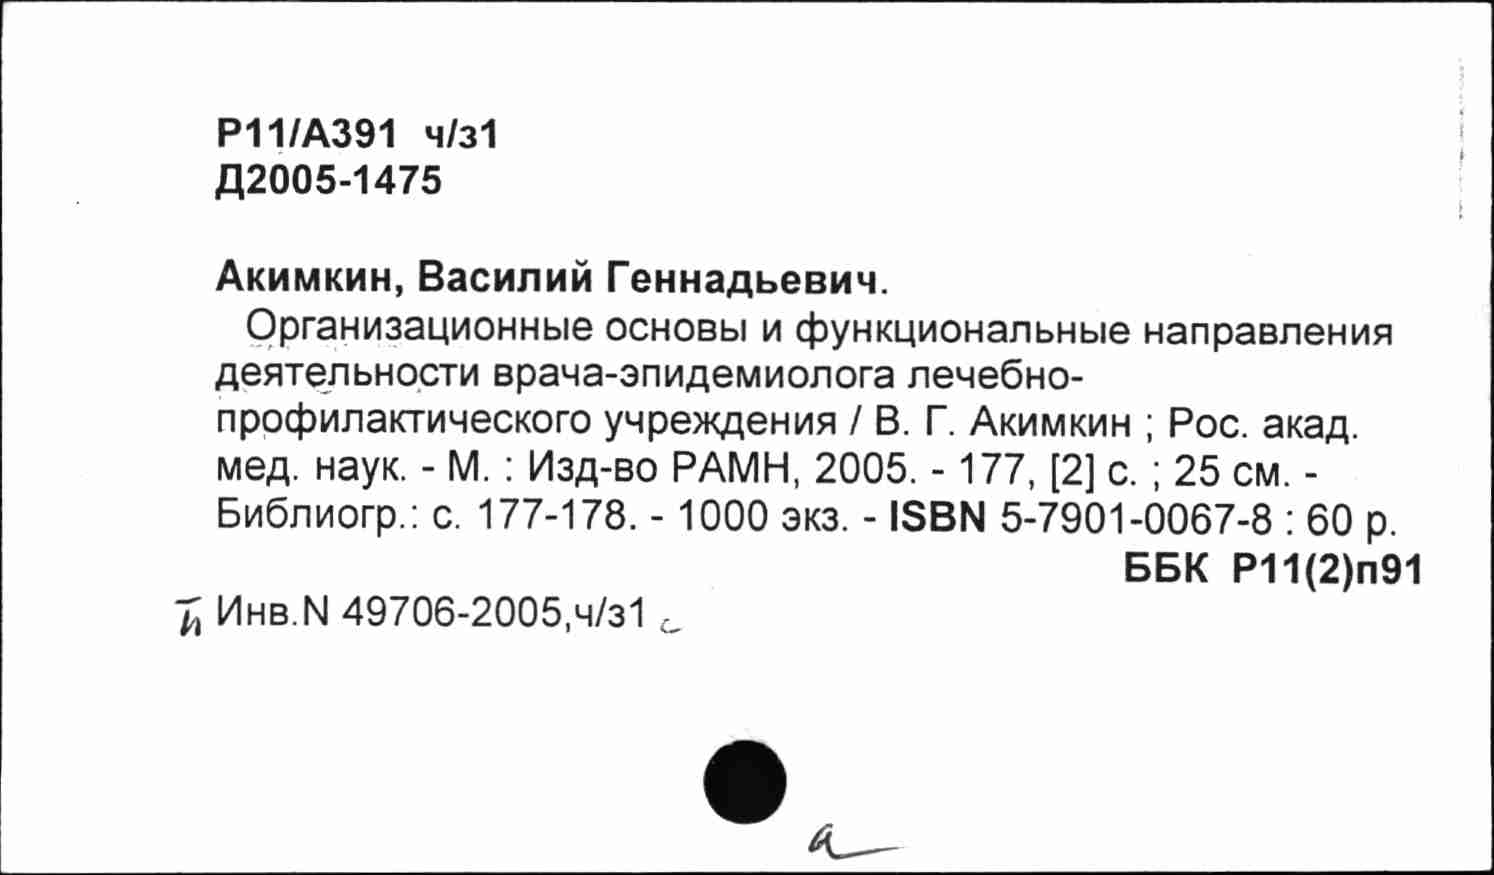 Р11/А391 ч/з1
Д2005-1475
Акимкин, Василий Геннадьевич.
Организационные основы и функциональные направления
деятельности врача-эпидемиолога лечебно-
профилактического учреждения / В. Г. Акимкин ; Рос. акад.
мед. наук. - М. : Изд-во РАМН, 2005. - 177, [2] с. ; 25 см. -
Библиогр.: с. 177-178. - 1000 экз. - ISBN 5-7901-0067-8 : 60 р.
ББК Р11(2)п91
Инв.N 49706-2005,ч/з1
а